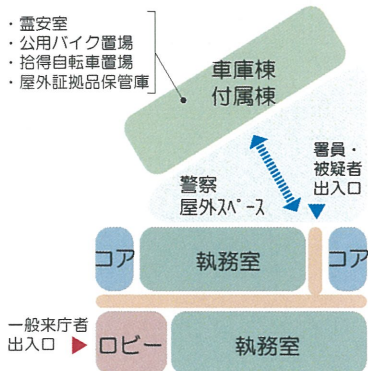 ・霊安室
・公用バイク置場
・拾得自転車置場
・屋外証拠品保管庫
車庫棟
付属棟
署員・
被疑者
出入口
警察
屋外スペース
コア
執務室
コア
一般来庁者
出入口
ロビー
執務室